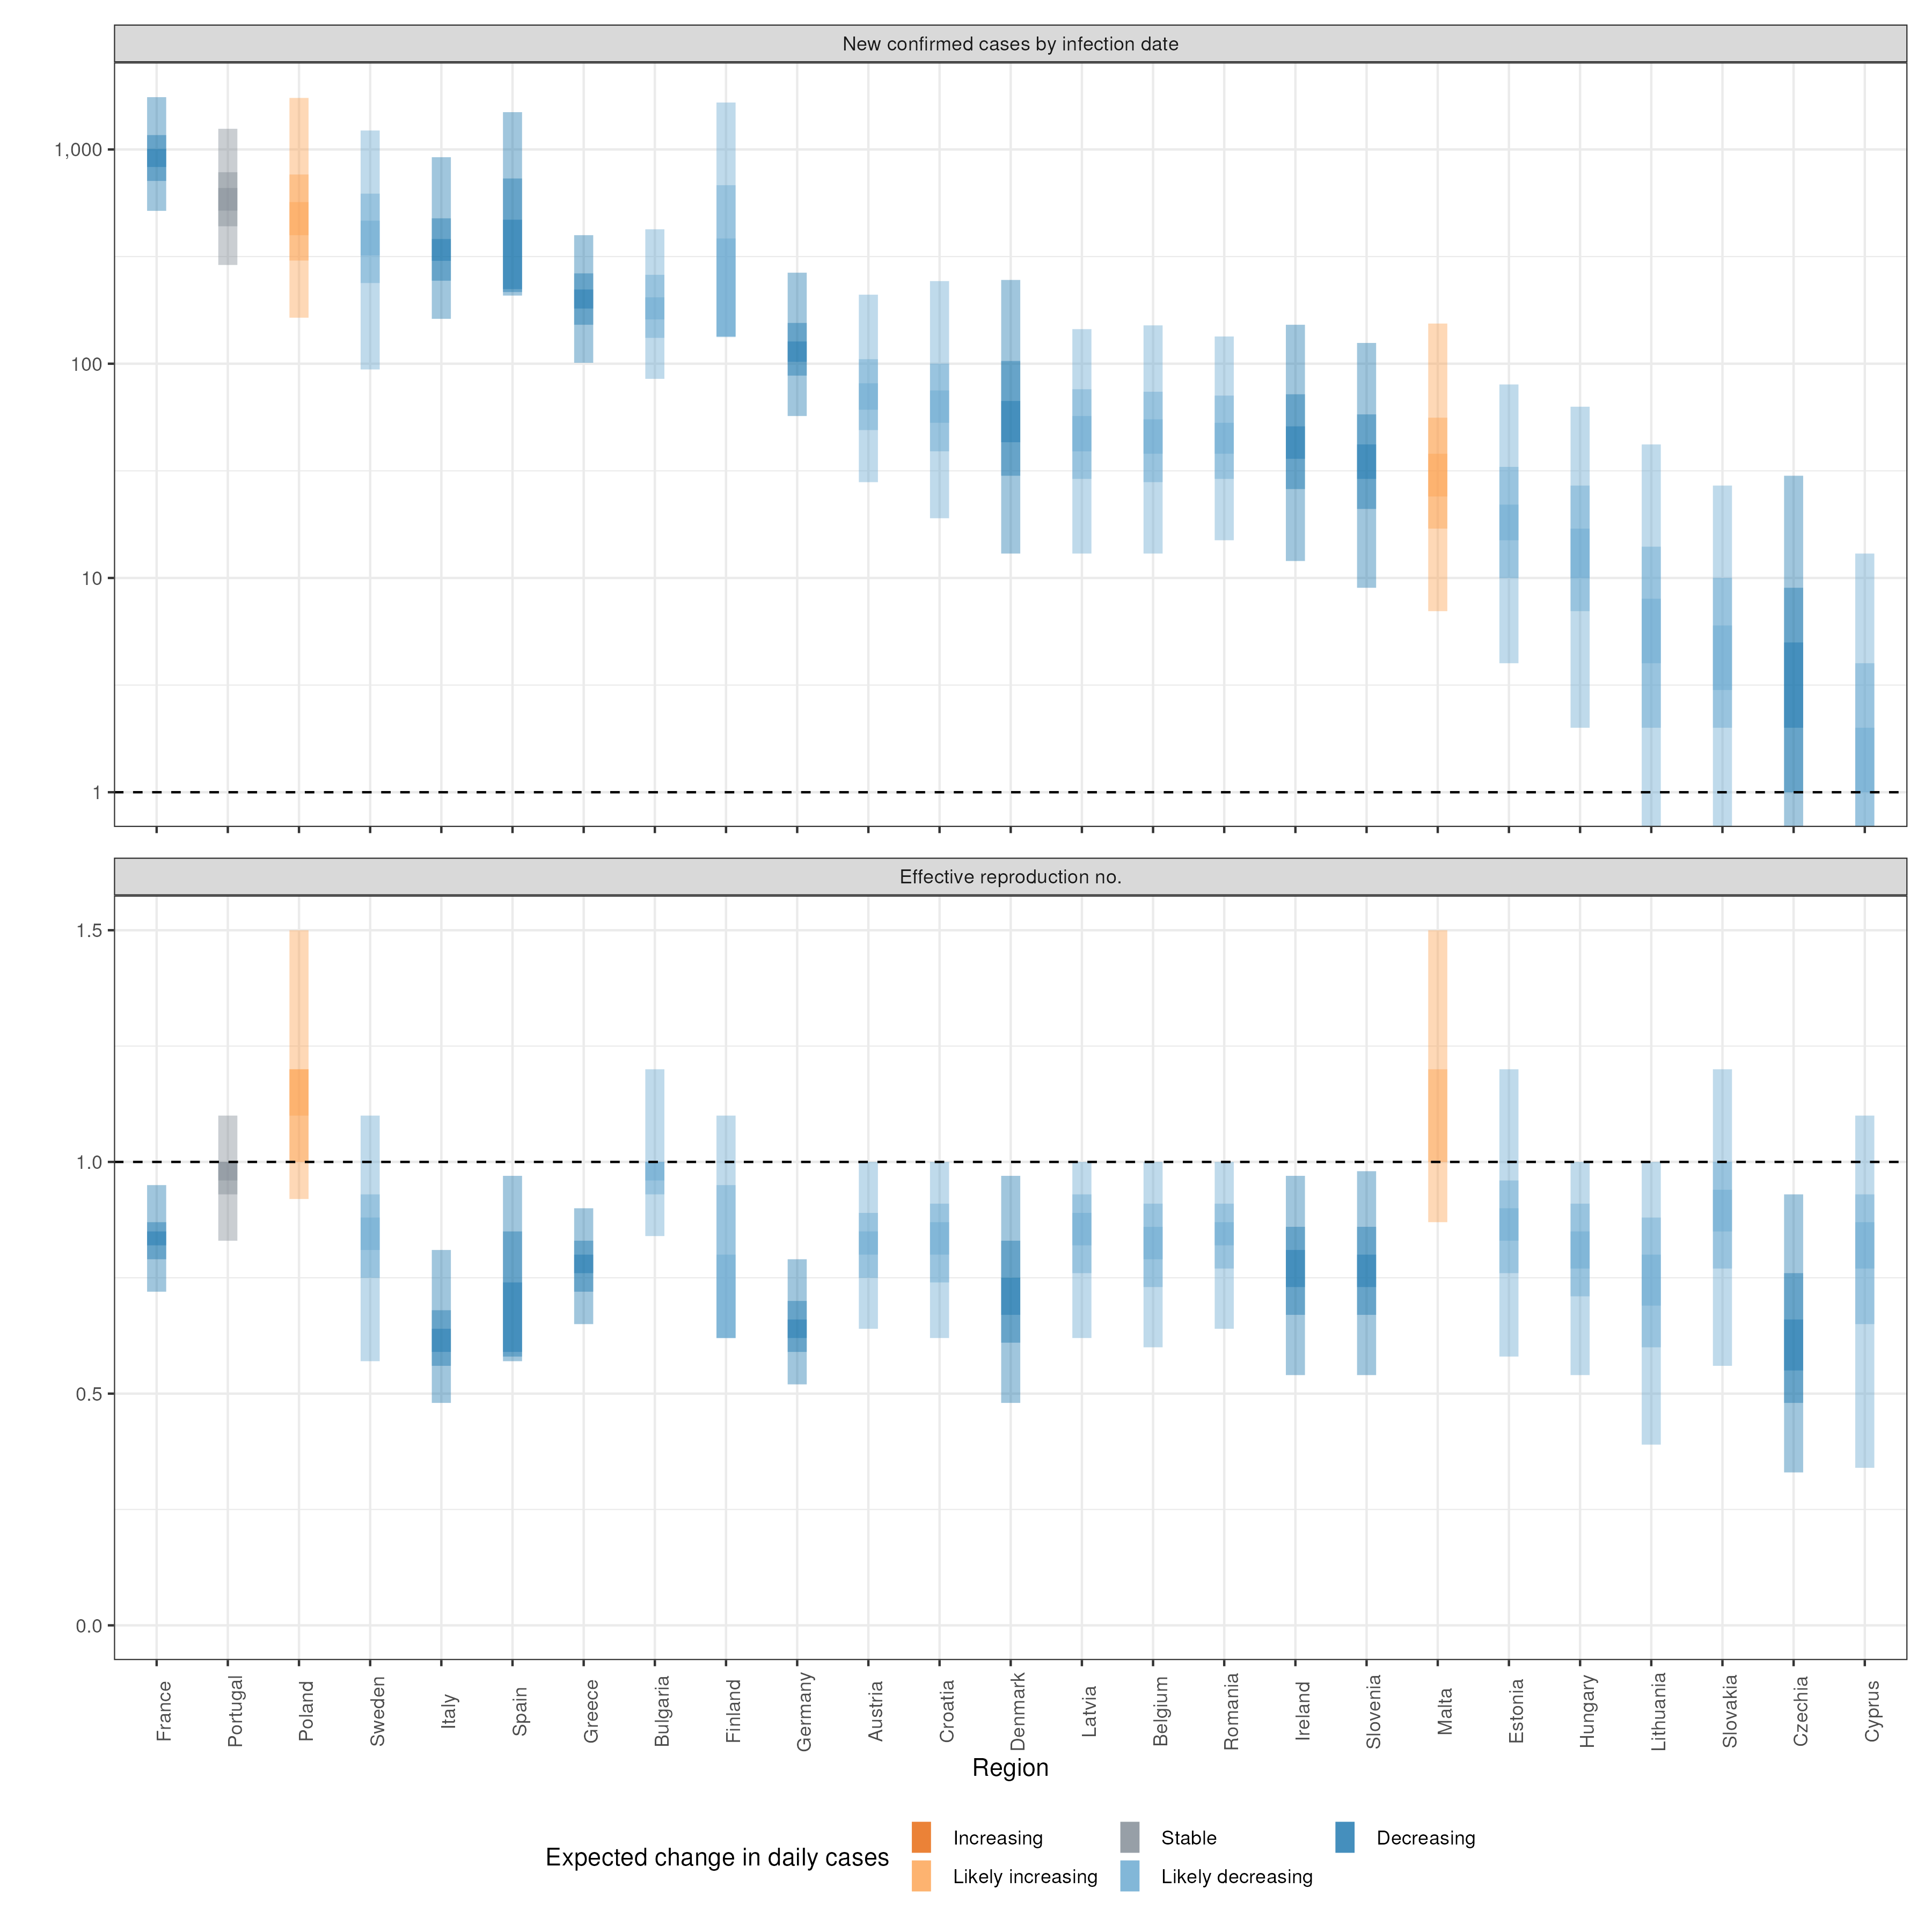 New confirmed cases by infection date
1,000
100
10
1
Effective reproduction no.
1.5
1.0
0.5
0.0
France
Portugal
Poland
Sweden
Italy
Spain
Greece
Bulgaria
Finland
Germany
Austria
Croatia
Denmark
Latvia
Belgium
Romania
Ireland
Slovenia
Malta
Estonia
Hungary
Lithuania
Slovakia
Czechia
Cyprus
Region
Expected change in daily cases
Increasing
Stable
Decreasing
Likely increasing
Likely decreasing